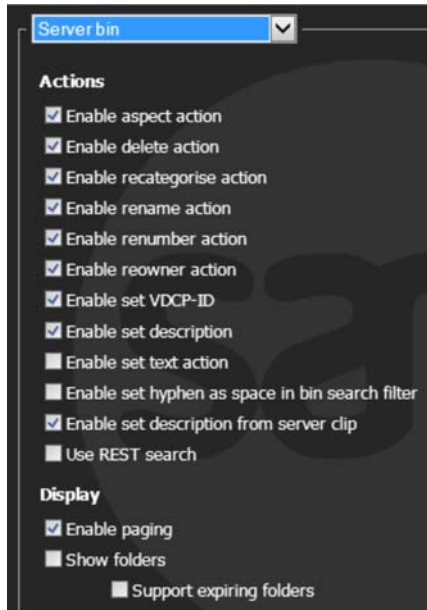 Server bin
Actions
Enable aspect action
Enable delete action
Enable recategorise action
Enable rename action
Enable renumber action
Enable reowner action
Enable set VDCP-ID
Enable set description
Enable set text action
Enable set hyphen as space in bin search filter
Enable set description from server clip
Use REST search
Display
Enable paging
Show folders
Support expiring folders